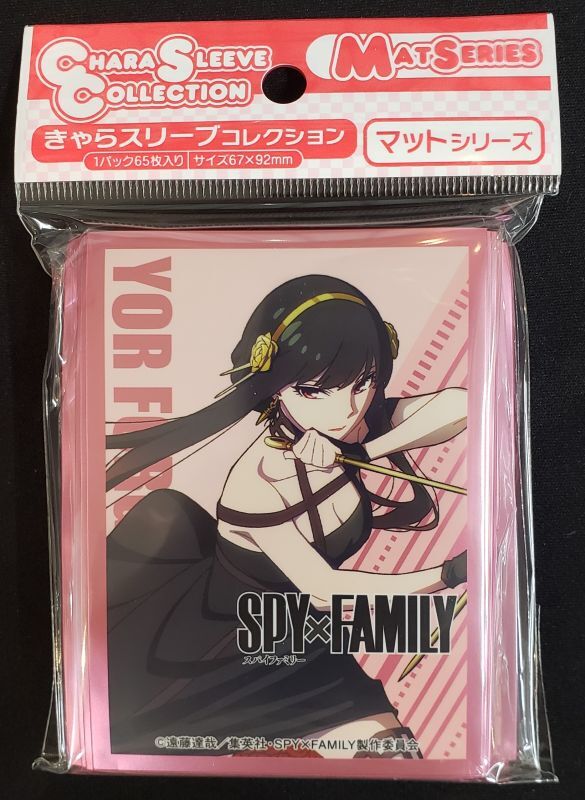 CHARA SLEEVE COLLECTION
MAT SERIES
きゃらスリーブコレクション
マットシリーズ
1パック65枚入り サイズ67×92mm
YOR FORGER
SPY×FAMILY
スパイファミリー
©遠藤達哉／集英社・SPY×FAMILY製作委員会